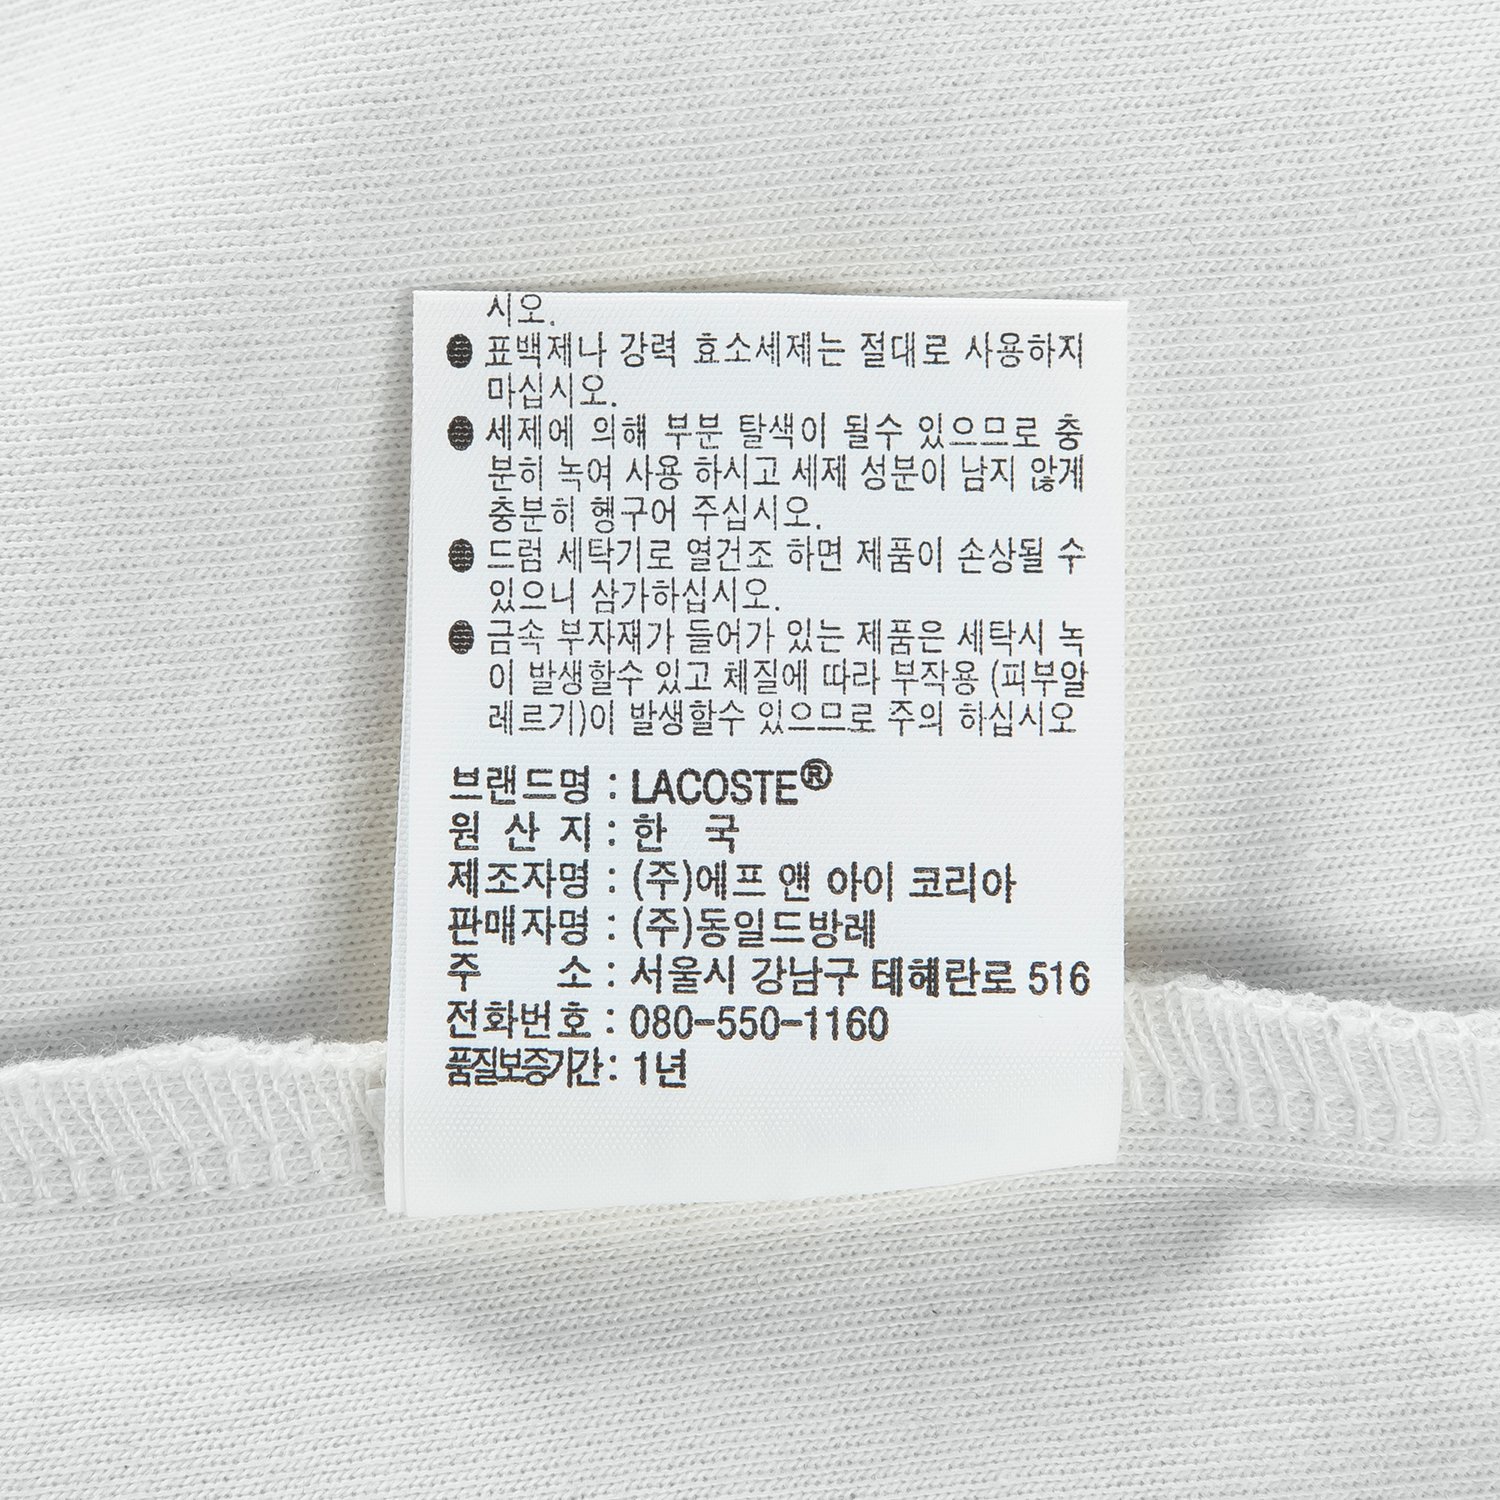 시오.
● 표백제나 강력 효소세제는 절대로 사용하지
마십시오.
● 세제에 의해 부분 탈색이 될수 있으므로 충
분히 녹여 사용 하시고 세제 성분이 남지 않게
충분히 헹구어 주십시오.
● 드럼 세탁기로 열건조 하면 제품이 손상될 수
있으니 삼가하십시오.
● 금속 부자재가 들어가 있는 제품은 세탁시 녹
이 발생할수 있고 체질에 따라 부작용 (피부알
레르기)이 발생할수 있으므로 주의 하십시오
브랜드명 : LACOSTE®
원 산 지 : 한 국
제조자명 : (주)에프 앤 아이 코리아
판매자명 : (주)동일드방레
주 소 : 서울시 강남구 테헤란로 516
전화번호 : 080-550-1160
품질보증기간 : 1년